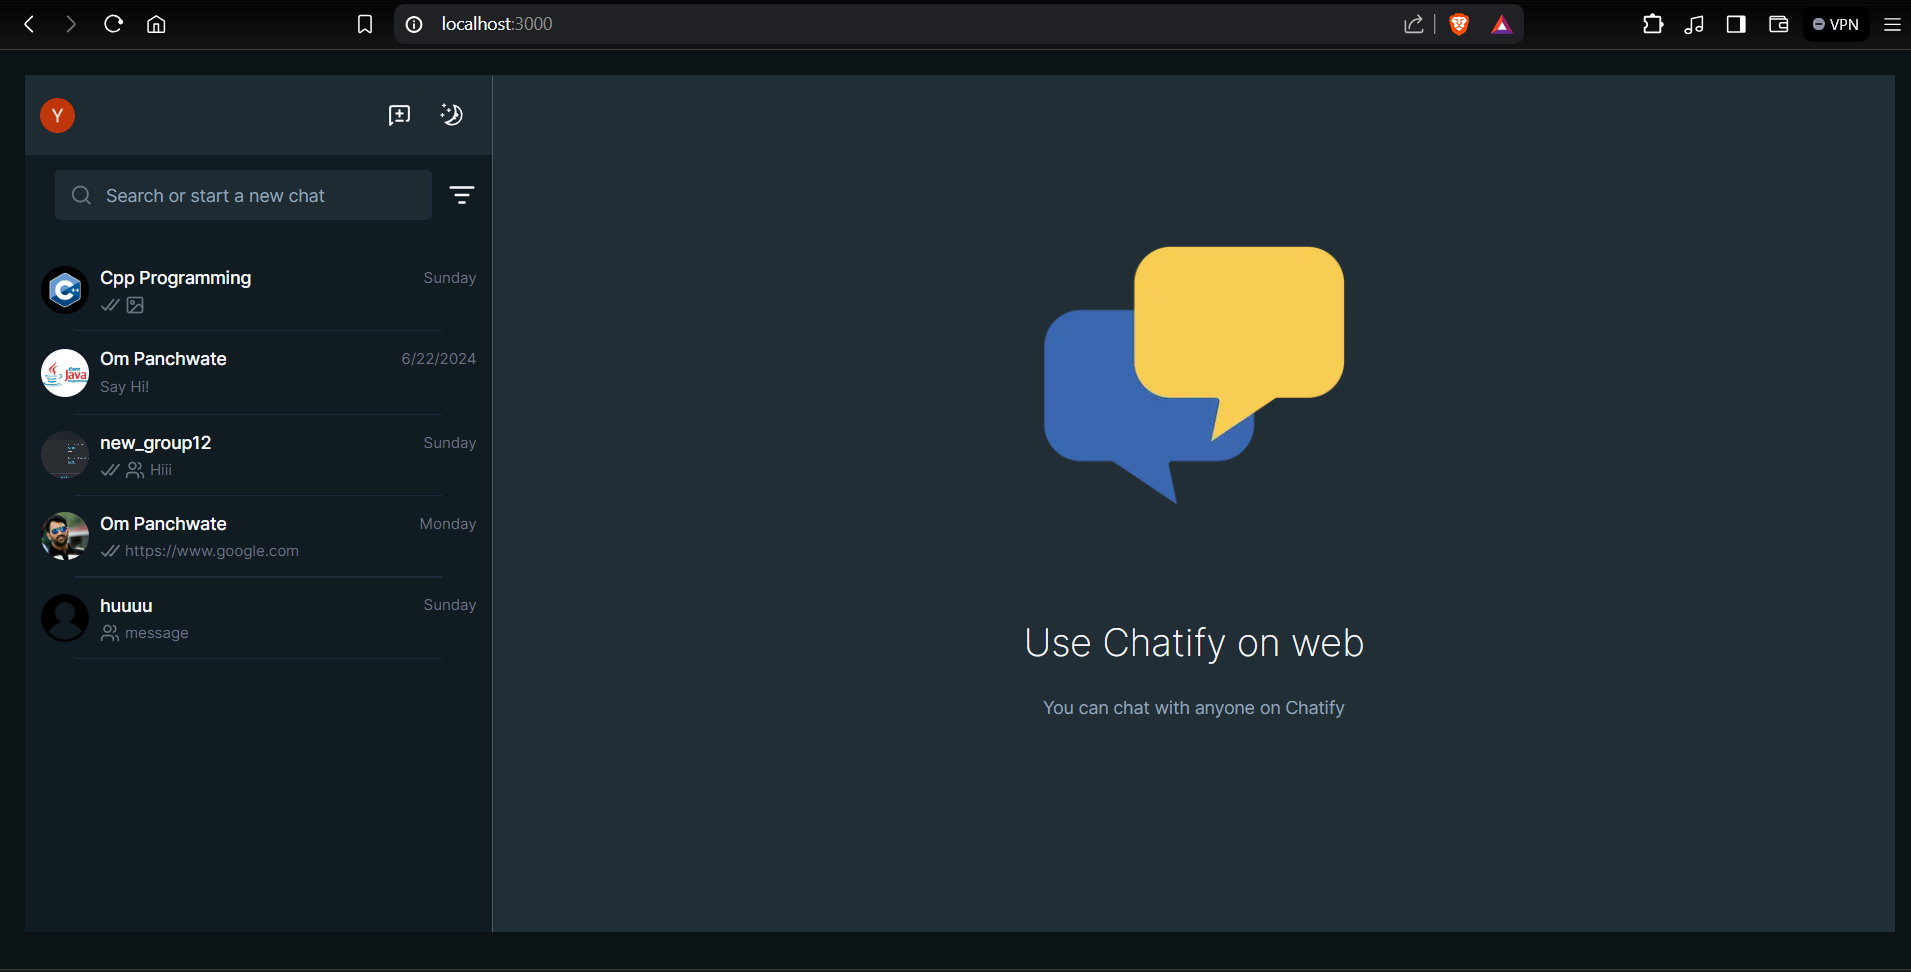 localhost:3000
VPN
Y
Search or start a new chat
Cpp Programming
Sunday
Om Panchwate
6/22/2024
Say Hi!
new_group12
Sunday
Hiii
Om Panchwate
Monday
https://www.google.com
huuuu
Sunday
message
Use Chatify on web
You can chat with anyone on Chatify
C++
Java